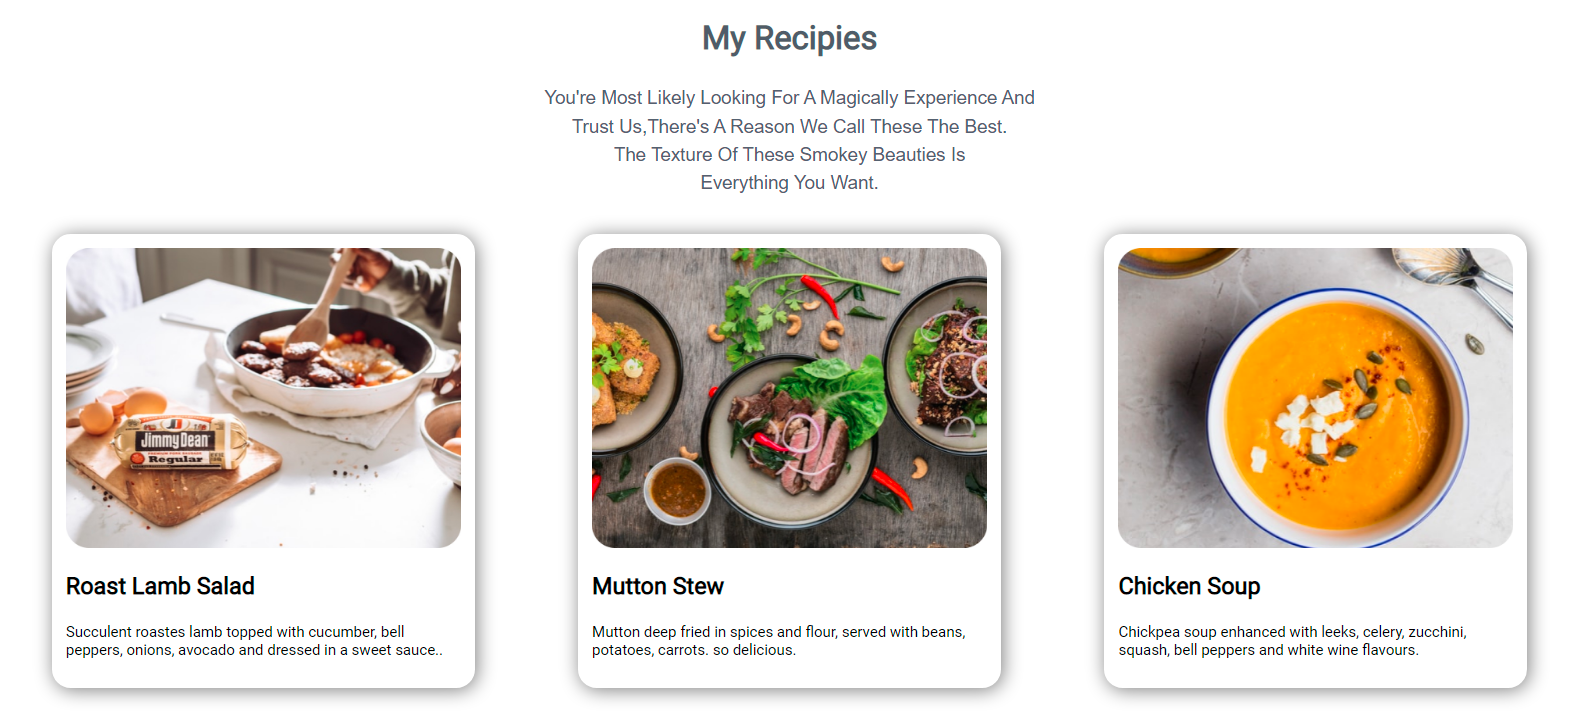 My Recipies
You're Most Likely Looking For A Magically Experience And
Trust Us,There's A Reason We Call These The Best.
The Texture Of These Smokey Beauties Is
Everything You Want.
Jimmy Dean
Regular
Roast Lamb Salad
Succulent roastes lamb topped with cucumber, bell
peppers, onions, avocado and dressed in a sweet sauce..
Mutton Stew
Mutton deep fried in spices and flour, served with beans,
potatoes, carrots. so delicious.
Chicken Soup
Chickpea soup enhanced with leeks, celery, zucchini,
squash, bell peppers and white wine flavours.